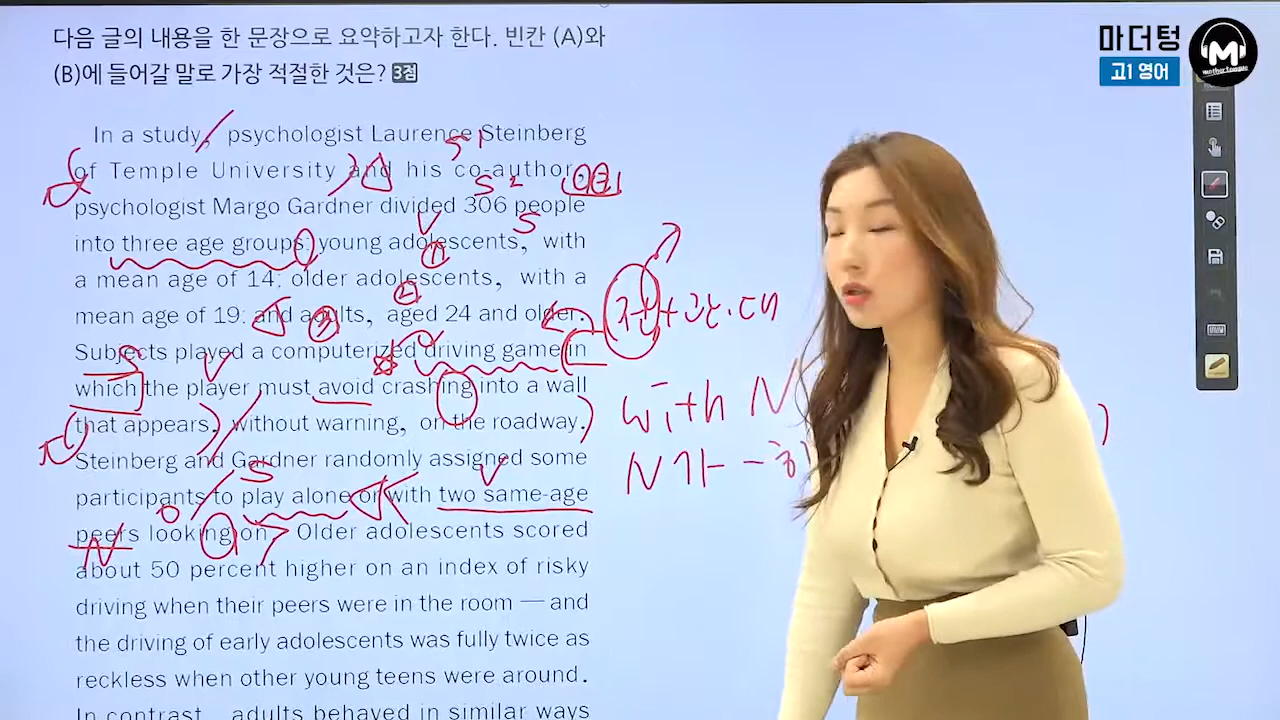 다음 글의 내용을 한 문장으로 요약하고자 한다. 빈칸 (A)와
(B)에 들어갈 말로 가장 적절한 것은? 3점
마더텅
고1 영어
M
mother tongue
In a study, psychologist Laurence Steinberg
of Temple University and his co-author,
psychologist Margo Gardner divided 306 people
into three age groups: young adolescents, with
a mean age of 14; older adolescents, with a
mean age of 19; and adults, aged 24 and older.
Subjects played a computerized driving game in
which the player must avoid crashing into a wall
that appears, without warning, on the roadway.
Steinberg and Gardner randomly assigned some
participants to play alone or with two same-age
peers looking on. Older adolescents scored
about 50 percent higher on an index of risky
driving when their peers were in the room — and
the driving of early adolescents was fully twice as
reckless when other young teens were around.
In contrast, adults behaved in similar ways
with N
N가